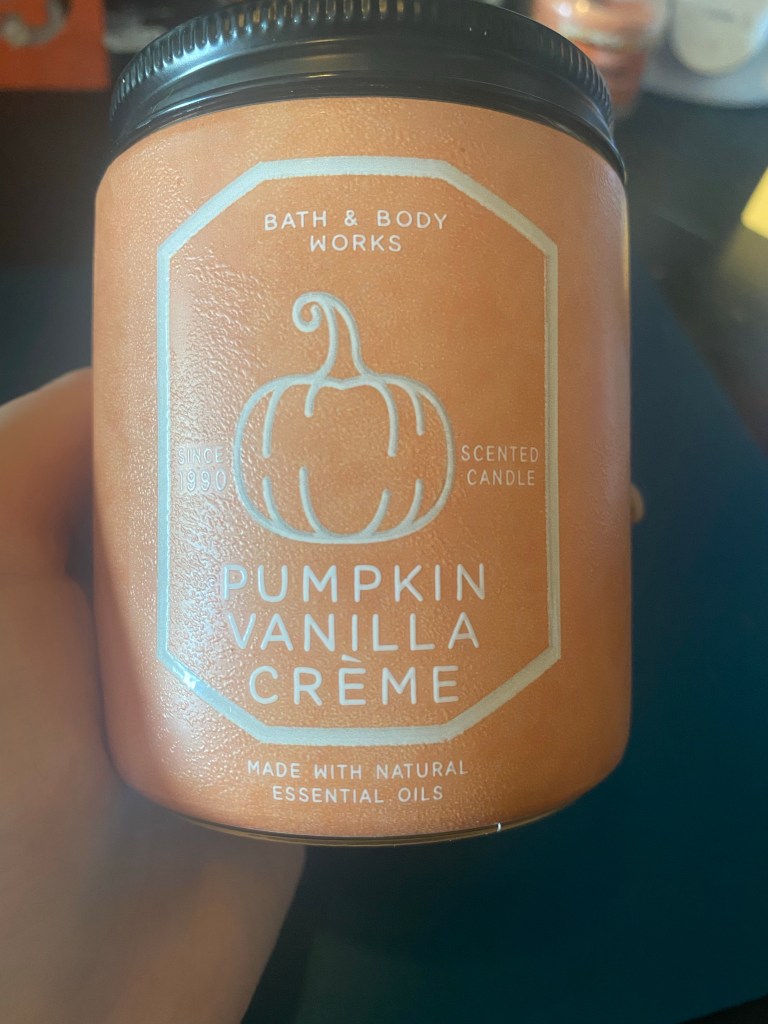 BATH & BODY
WORKS
SINCE
1990
SCENTED
CANDLE
PUMPKIN
VANILLA
CRÈME
MADE WITH NATURAL
ESSENTIAL OILS